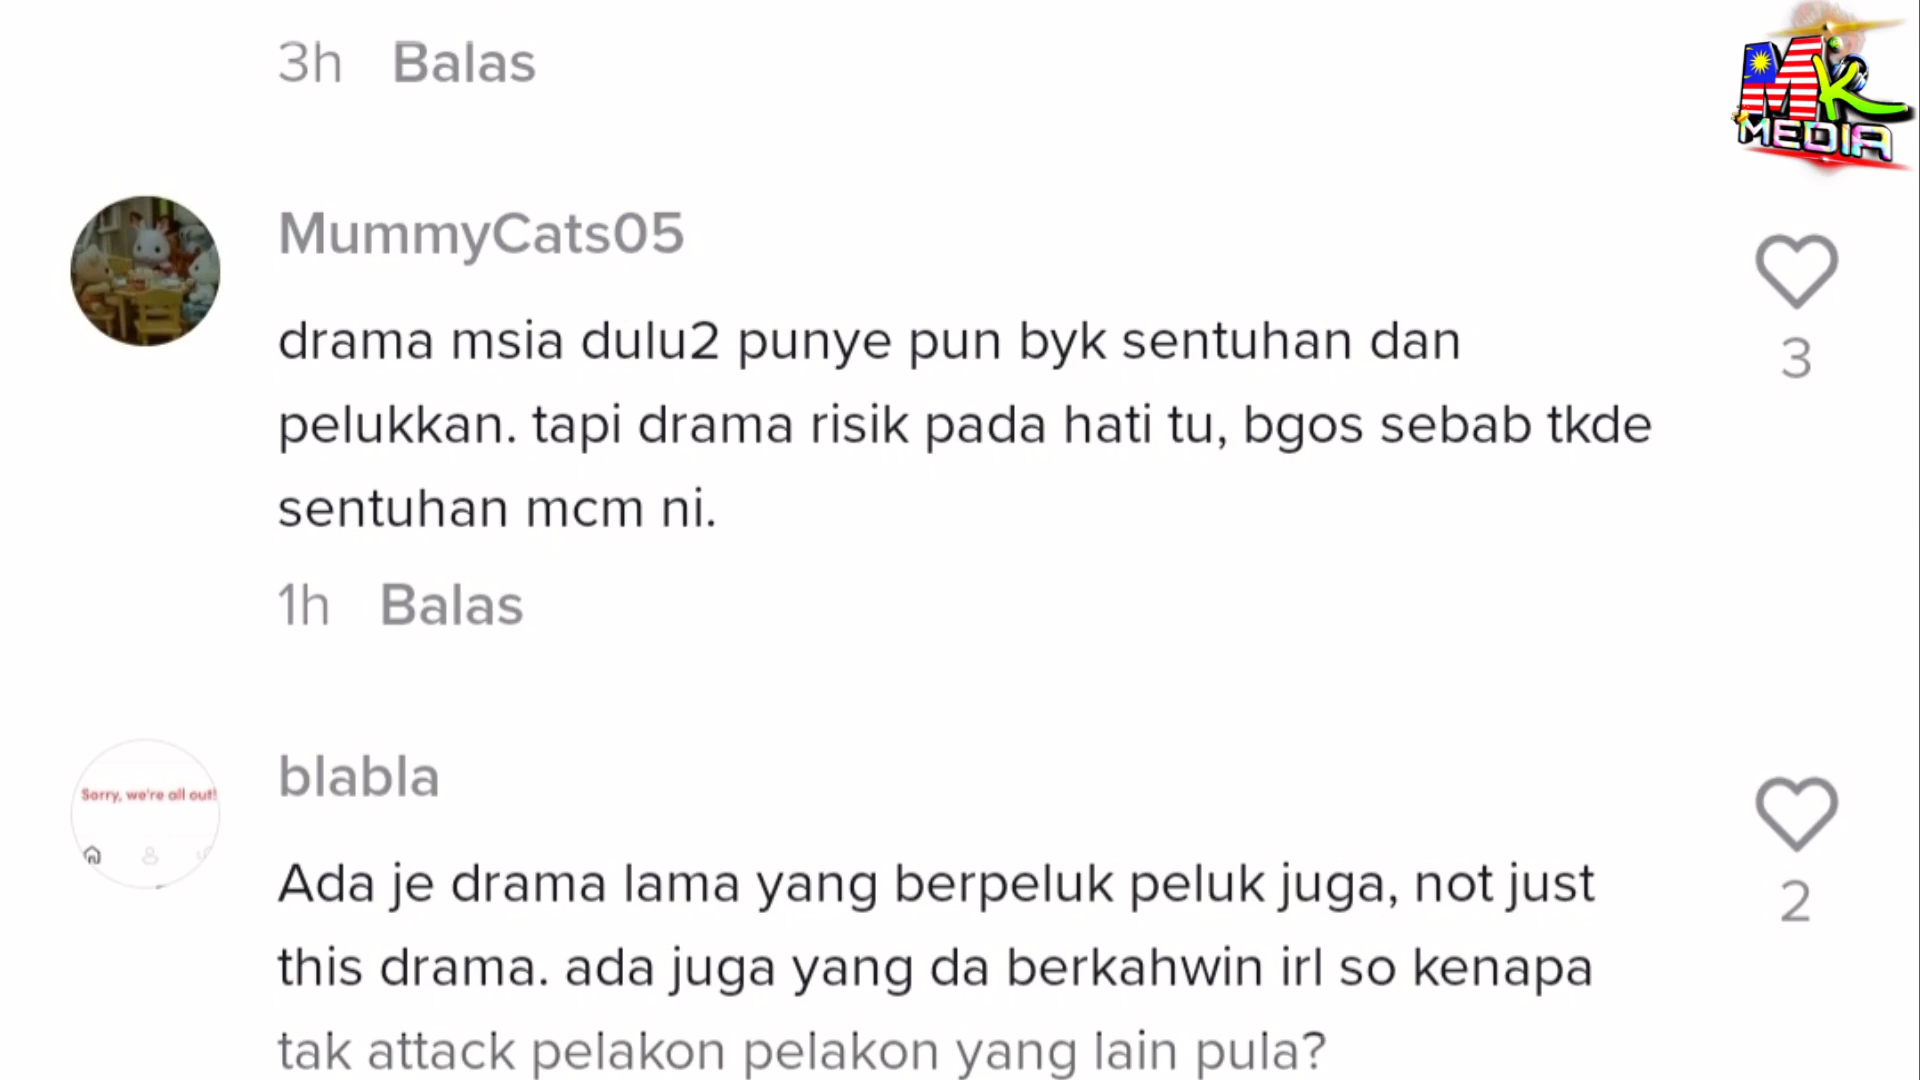 3h Balas
MK
MEDIA
MummyCats05
drama msia dulu2 punye pun byk sentuhan dan
pelukkan. tapi drama risik pada hati tu, bgos sebab tkde
sentuhan mcm ni.
3
1h Balas
Sorry, we're all out!
blabla
Ada je drama lama yang berpeluk peluk juga, not just
this drama. ada juga yang da berkahwin irl so kenapa
tak attack pelakon pelakon yang lain pula?
2